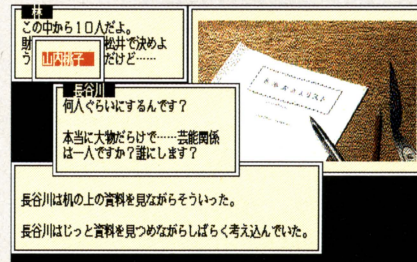 林
この中から１０人だよ。
財 松井で決めよ
う だけど……
山内桃子
長谷川
何人ぐらいにするんです？
本当に大物だらけで……芸能関係
は一人ですか？誰にします？
長谷川は机の上の資料を見ながらそういった。
長谷川はじっと資料を見つめながらしばらく考え込んでいた。